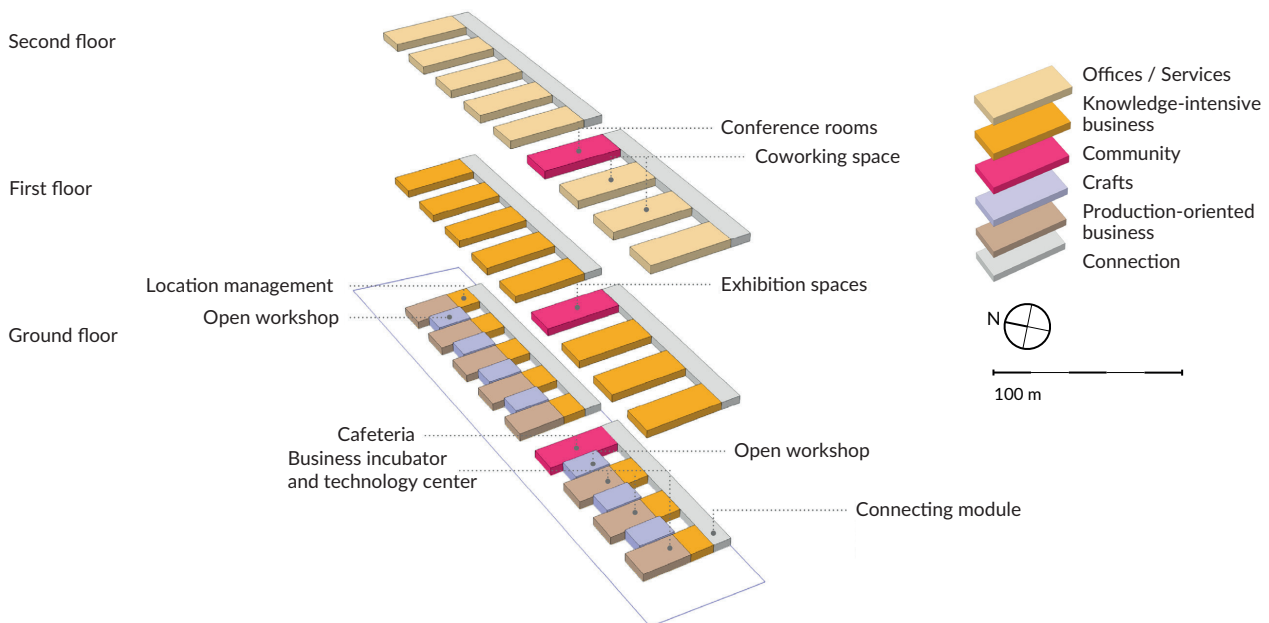 Second floor
Conference rooms
Coworking space
First floor
Location management
Exhibition spaces
Open workshop
Ground floor
Cafeteria
Open workshop
Business incubator
and technology center
Connecting module
Offices / Services
Knowledge-intensive
business
Community
Crafts
Production-oriented
business
Connection
N
100 m